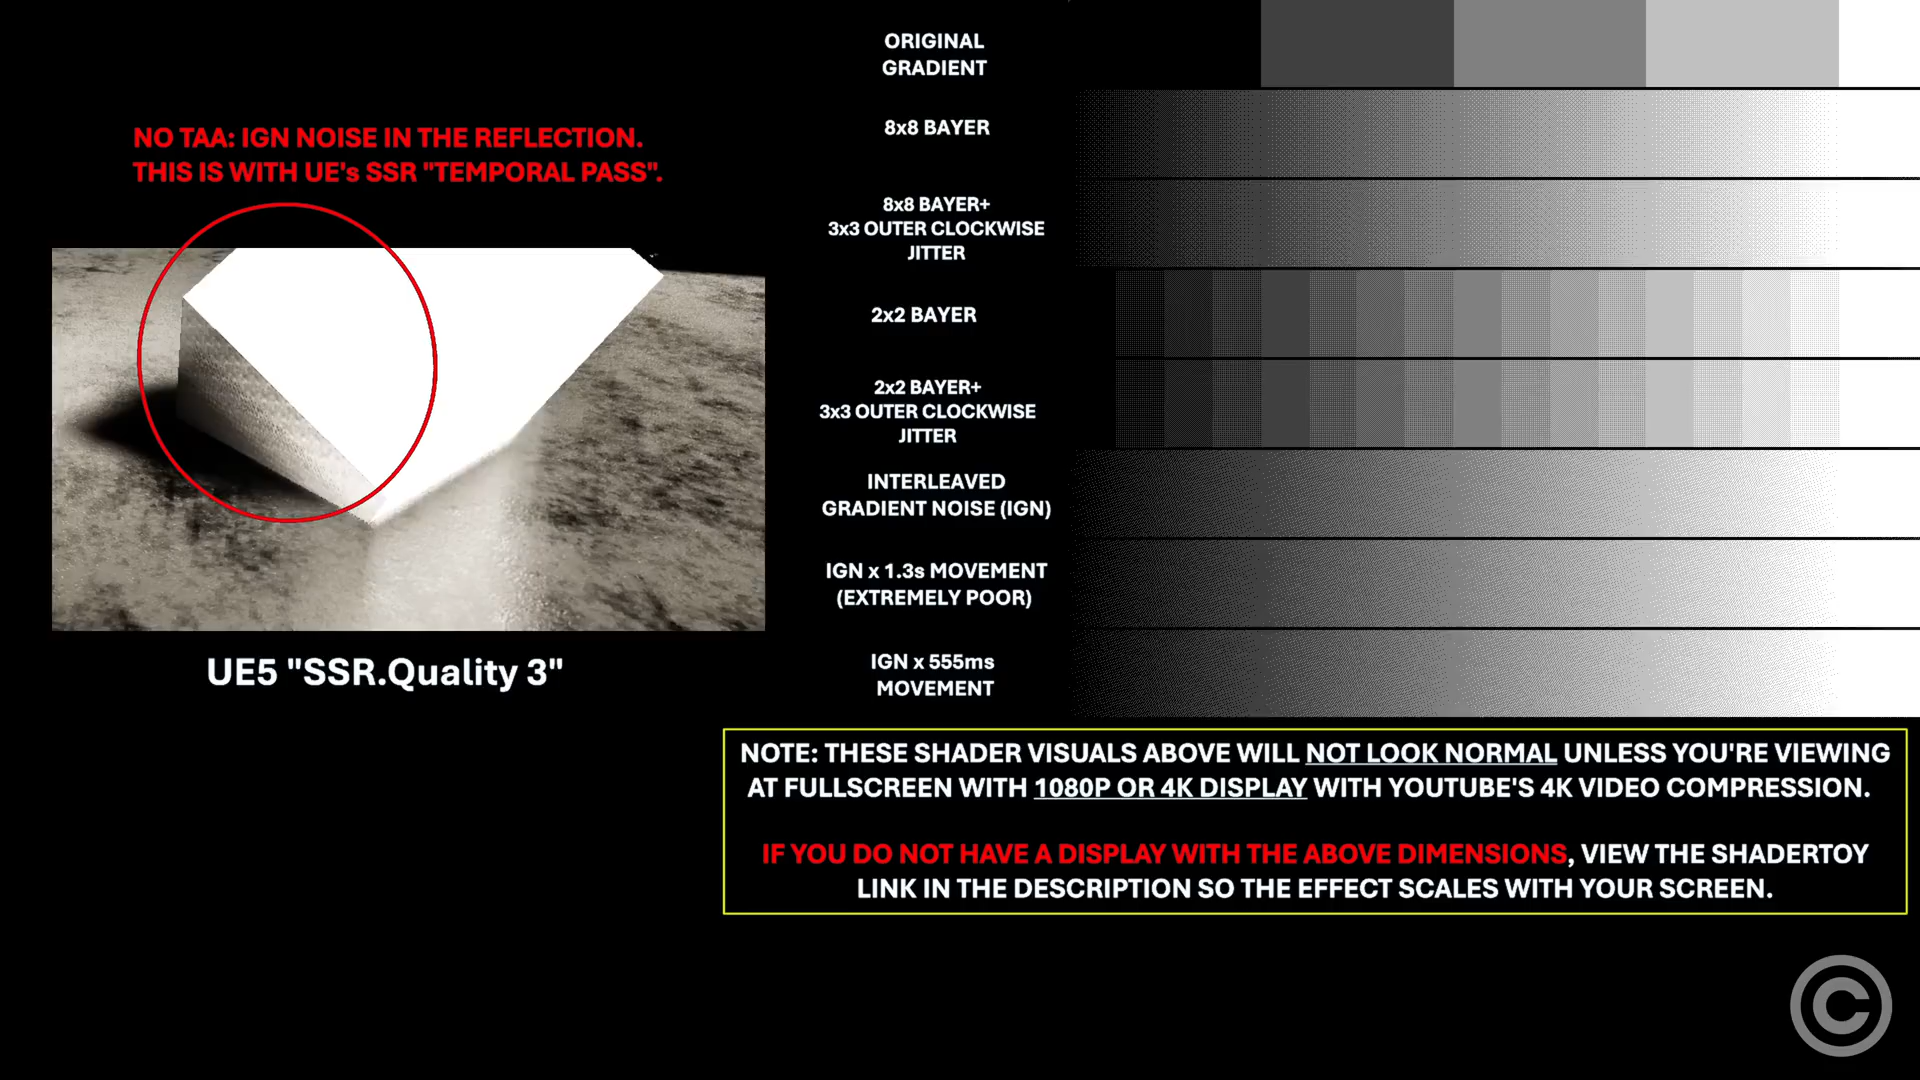 NO TAA: IGN NOISE IN THE REFLECTION.
THIS IS WITH UE's SSR "TEMPORAL PASS".
UE5 "SSR.Quality 3"
ORIGINAL
GRADIENT
8x8 BAYER
8x8 BAYER+
3x3 OUTER CLOCKWISE
JITTER
2x2 BAYER
2x2 BAYER+
3x3 OUTER CLOCKWISE
JITTER
INTERLEAVED
GRADIENT NOISE (IGN)
IGN x 1.3s MOVEMENT
(EXTREMELY POOR)
IGN x 555ms
MOVEMENT
NOTE: THESE SHADER VISUALS ABOVE WILL NOT LOOK NORMAL UNLESS YOU'RE VIEWING
AT FULLSCREEN WITH 1080P OR 4K DISPLAY WITH YOUTUBE'S 4K VIDEO COMPRESSION.
IF YOU DO NOT HAVE A DISPLAY WITH THE ABOVE DIMENSIONS, VIEW THE SHADERTOY
LINK IN THE DESCRIPTION SO THE EFFECT SCALES WITH YOUR SCREEN.
©